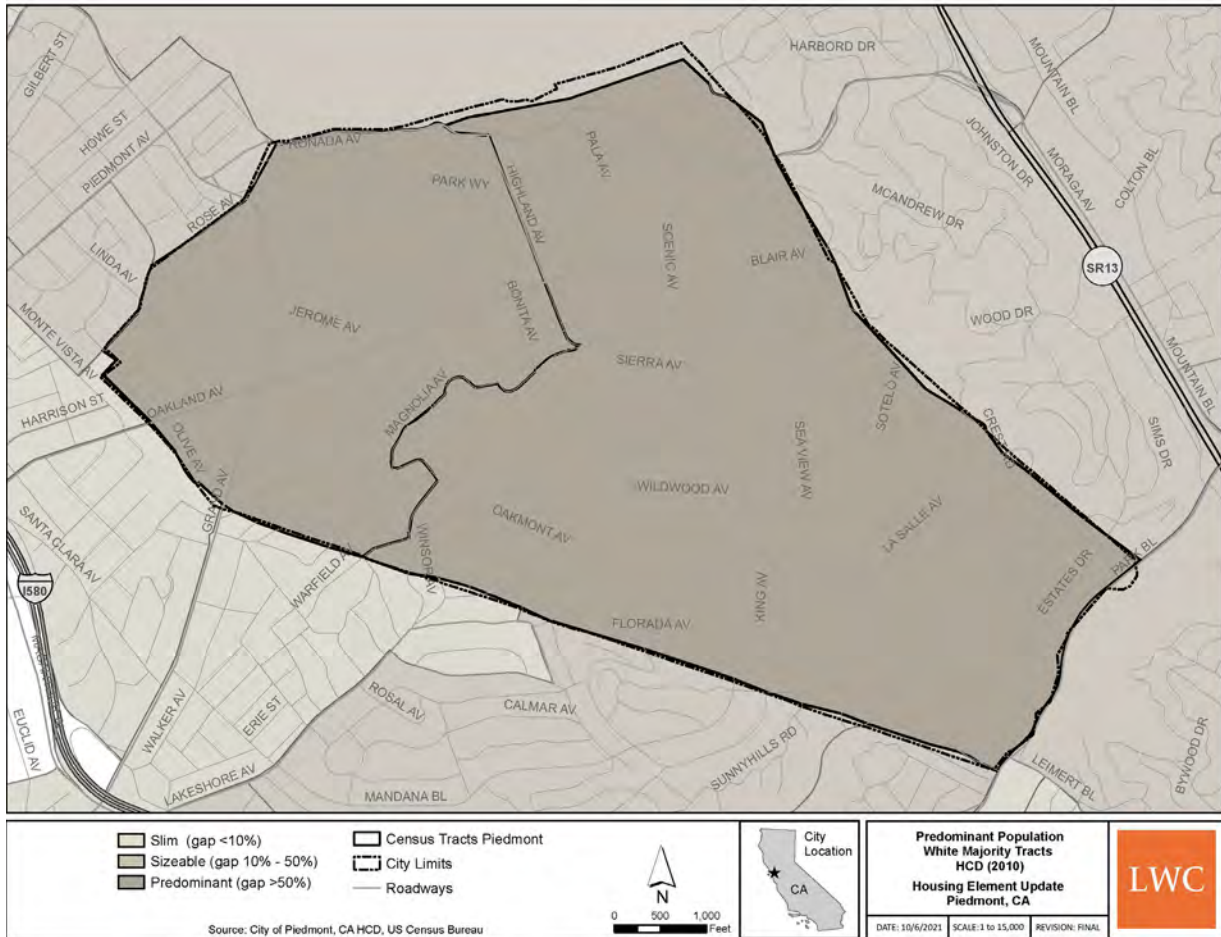 GILBERT ST
HOWE ST
PIEDMONT AV
HARBORD DR
MOUNTAIN BL
JOHNSTON DR
MORAGA AV
COLTON BL
RONADA AV
PARK WY
HIGHLAND AV
PALA AV
MCANDREW DR
ROSE AV
LINDA AV
SCENIC AV
BLAIR AV
SR13
MONTE VISTA AV
JEROME AV
BONITA AV
WOOD DR
MOUNTAIN BL
HARRISON ST
OAKLAND AV
MAGNOLIA AV
SIERRA AV
SOTELO AV
OLIVE AV
SEA VIEW AV
SIMS DR
GRAND AV
WILDWOOD AV
SANTA CLARA AV
OAKMONT AV
LA SALLE AV
I580
WARFIELD AV
WINSOR AV
KING AV
ESTATES DR
PARK BL
FLORADA AV
EUCLID AV
WALKER AV
ERIE ST
ROSAL AV
CALMAR AV
SUNNYHILLS RD
LEIMERT BL
BYWOOD DR
LAKESHORE AV
MANDANA BL
Slim (gap <10%)
Sizeable (gap 10% - 50%)
Predominant (gap >50%)
Census Tracts Piedmont
City Limits
Roadways
Source: City of Piedmont, CA HCD, US Census Bureau
N
0 500 1,000
Feet
City
Location
CA
Predominant Population
White Majority Tracts
HCD (2010)
Housing Element Update
Piedmont, CA
DATE: 10/6/2021 SCALE:1 to 15,000 REVISION: FINAL
LWC